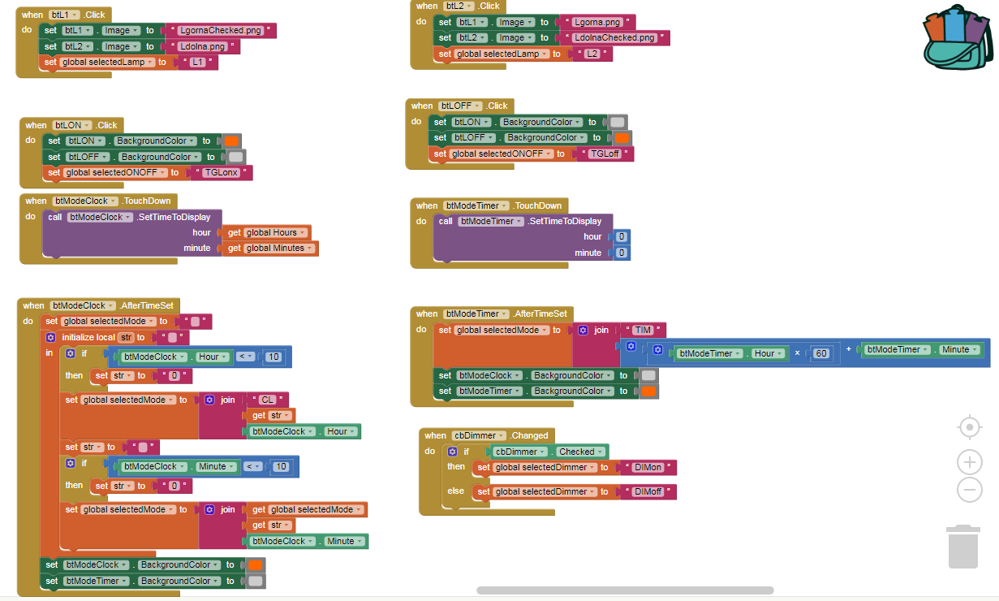 when btL1 .Click
do set btL1 . Image to " LgornaChecked.png "
set btL2 . Image to " Ldolna.png "
set global selectedLamp to " L1 "
when btL2 .Click
do set btL1 . Image to " Lgorna.png "
set btL2 . Image to " LdolnaChecked.png "
set global selectedLamp to " L2 "
when btLON .Click
do set btLON . BackgroundColor to
set btLOFF . BackgroundColor to
set global selectedONOFF to " TGLonx "
when btLOFF .Click
do set btLON . BackgroundColor to
set btLOFF . BackgroundColor to
set global selectedONOFF to " TGLoff "
when btModeClock .TouchDown
do call btModeClock .SetTimeToDisplay
hour get global Hours
minute get global Minutes
when btModeTimer .TouchDown
do call btModeTimer .SetTimeToDisplay
hour 0
minute 0
when btModeClock .AfterTimeSet
do set global selectedMode to " "
initialize local str to " "
in if btModeClock . Hour < 10
then set str to " 0 "
set global selectedMode to join " CL "
get str
btModeClock . Hour
set str to " "
if btModeClock . Minute < 10
then set str to " 0 "
set global selectedMode to join get global selectedMode
get str
btModeClock . Minute
set btModeClock . BackgroundColor to
set btModeTimer . BackgroundColor to
when btModeTimer .AfterTimeSet
do set global selectedMode to join " TIM "
btModeTimer . Hour × 60 + btModeTimer . Minute
set btModeClock . BackgroundColor to
set btModeTimer . BackgroundColor to
when cbDimmer .Changed
do if cbDimmer . Checked
then set global selectedDimmer to " DIMon "
else set global selectedDimmer to " DIMoff "